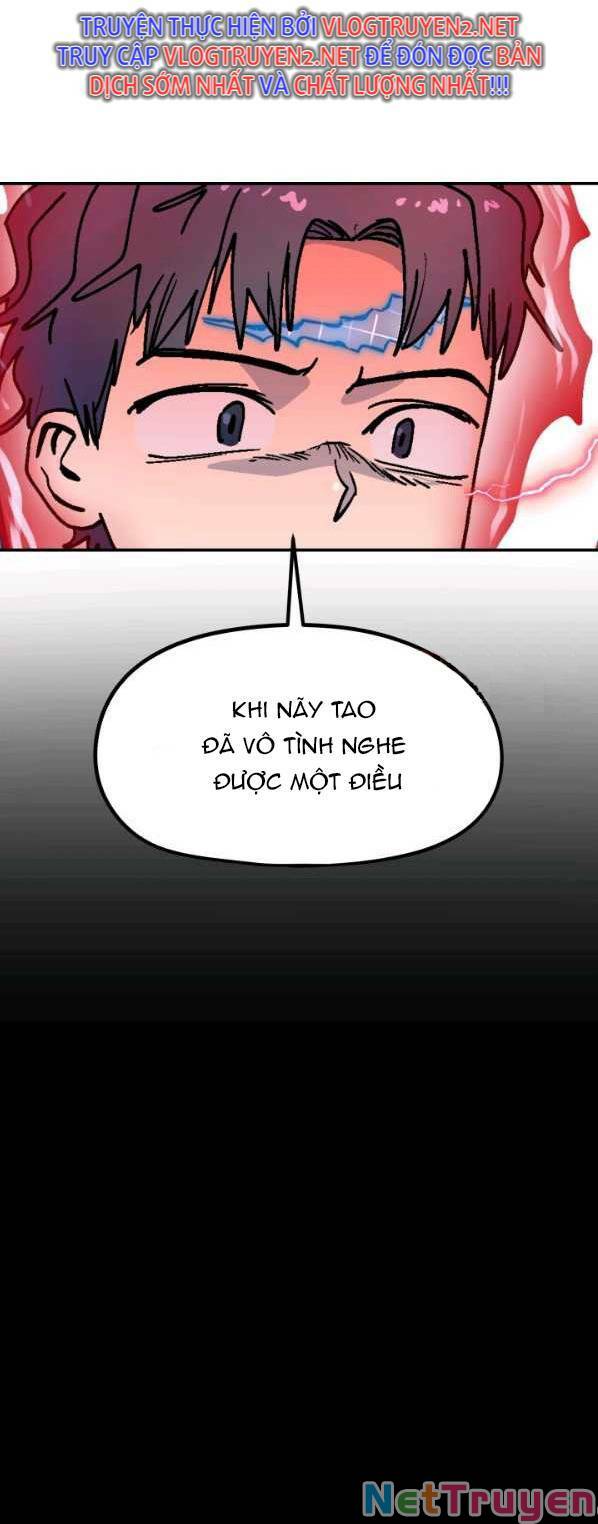 TRUYỆN THỰC HIỆN BỞI VLOGTRUYEN2.NET
TRUY CẬP VLOGTRUYEN2.NET ĐỂ ĐÓN ĐỌC BẢN
DỊCH SỚM NHẤT VÀ CHẤT LƯỢNG NHẤT!!!
KHI NÃY TAO
ĐÃ VÔ TÌNH NGHE
ĐƯỢC MỘT ĐIỀU
NetTruyen